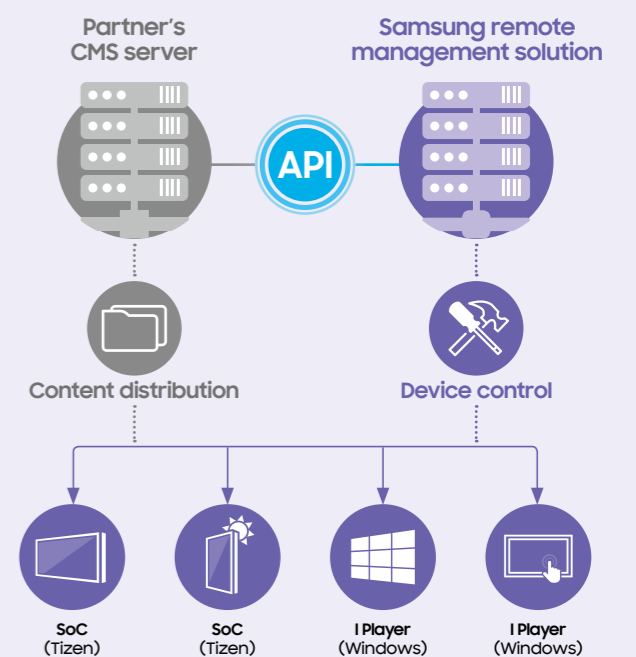 Partner's
CMS server
Samsung remote
management solution
API
Content distribution
Device control
SoC
(Tizen)
SoC
(Tizen)
I Player
(Windows)
I Player
(Windows)